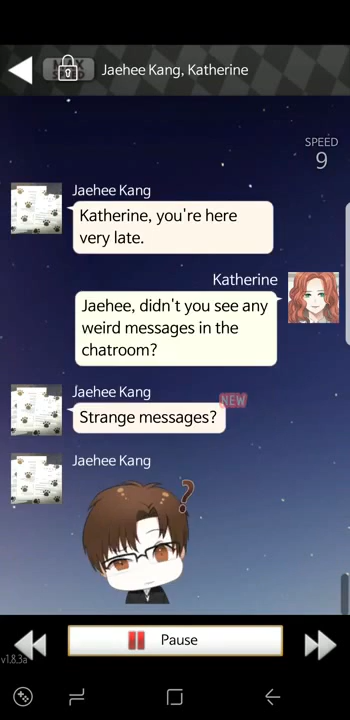 Jaehee Kang, Katherine
SPEED
9
Jaehee Kang
Katherine, you're here
very late.
Katherine
Jaehee, didn't you see any
weird messages in the
chatroom?
Jaehee Kang
NEW
Strange messages?
Jaehee Kang
?
Pause
v1.8.3a